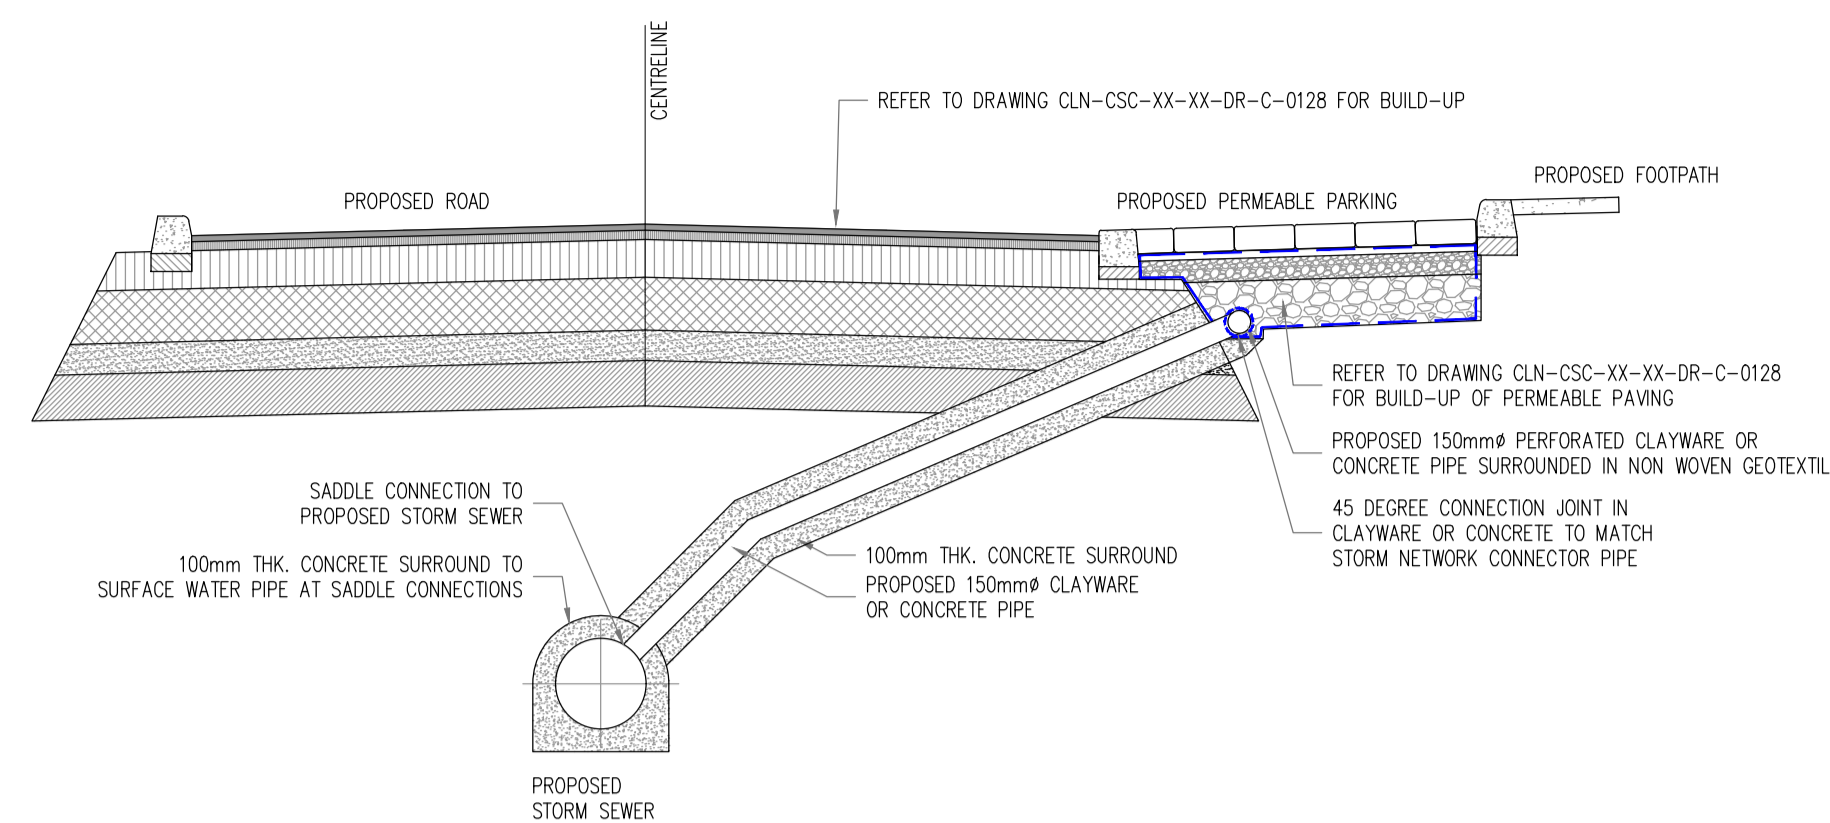 CENTRELINE
REFER TO DRAWING CLN-CSC-XX-XX-DR-C-0128 FOR BUILD-UP
PROPOSED FOOTPATH
PROPOSED ROAD
PROPOSED PERMEABLE PARKING
REFER TO DRAWING CLN-CSC-XX-XX-DR-C-0128
FOR BUILD-UP OF PERMEABLE PAVING
PROPOSED 150mmø PERFORATED CLAYWARE OR
CONCRETE PIPE SURROUNDED IN NON WOVEN GEOTEXTIL
SADDLE CONNECTION TO
PROPOSED STORM SEWER
45 DEGREE CONNECTION JOINT IN
CLAYWARE OR CONCRETE TO MATCH
STORM NETWORK CONNECTOR PIPE
100mm THK. CONCRETE SURROUND TO
SURFACE WATER PIPE AT SADDLE CONNECTIONS
100mm THK. CONCRETE SURROUND
PROPOSED 150mmø CLAYWARE
OR CONCRETE PIPE
PROPOSED
STORM SEWER